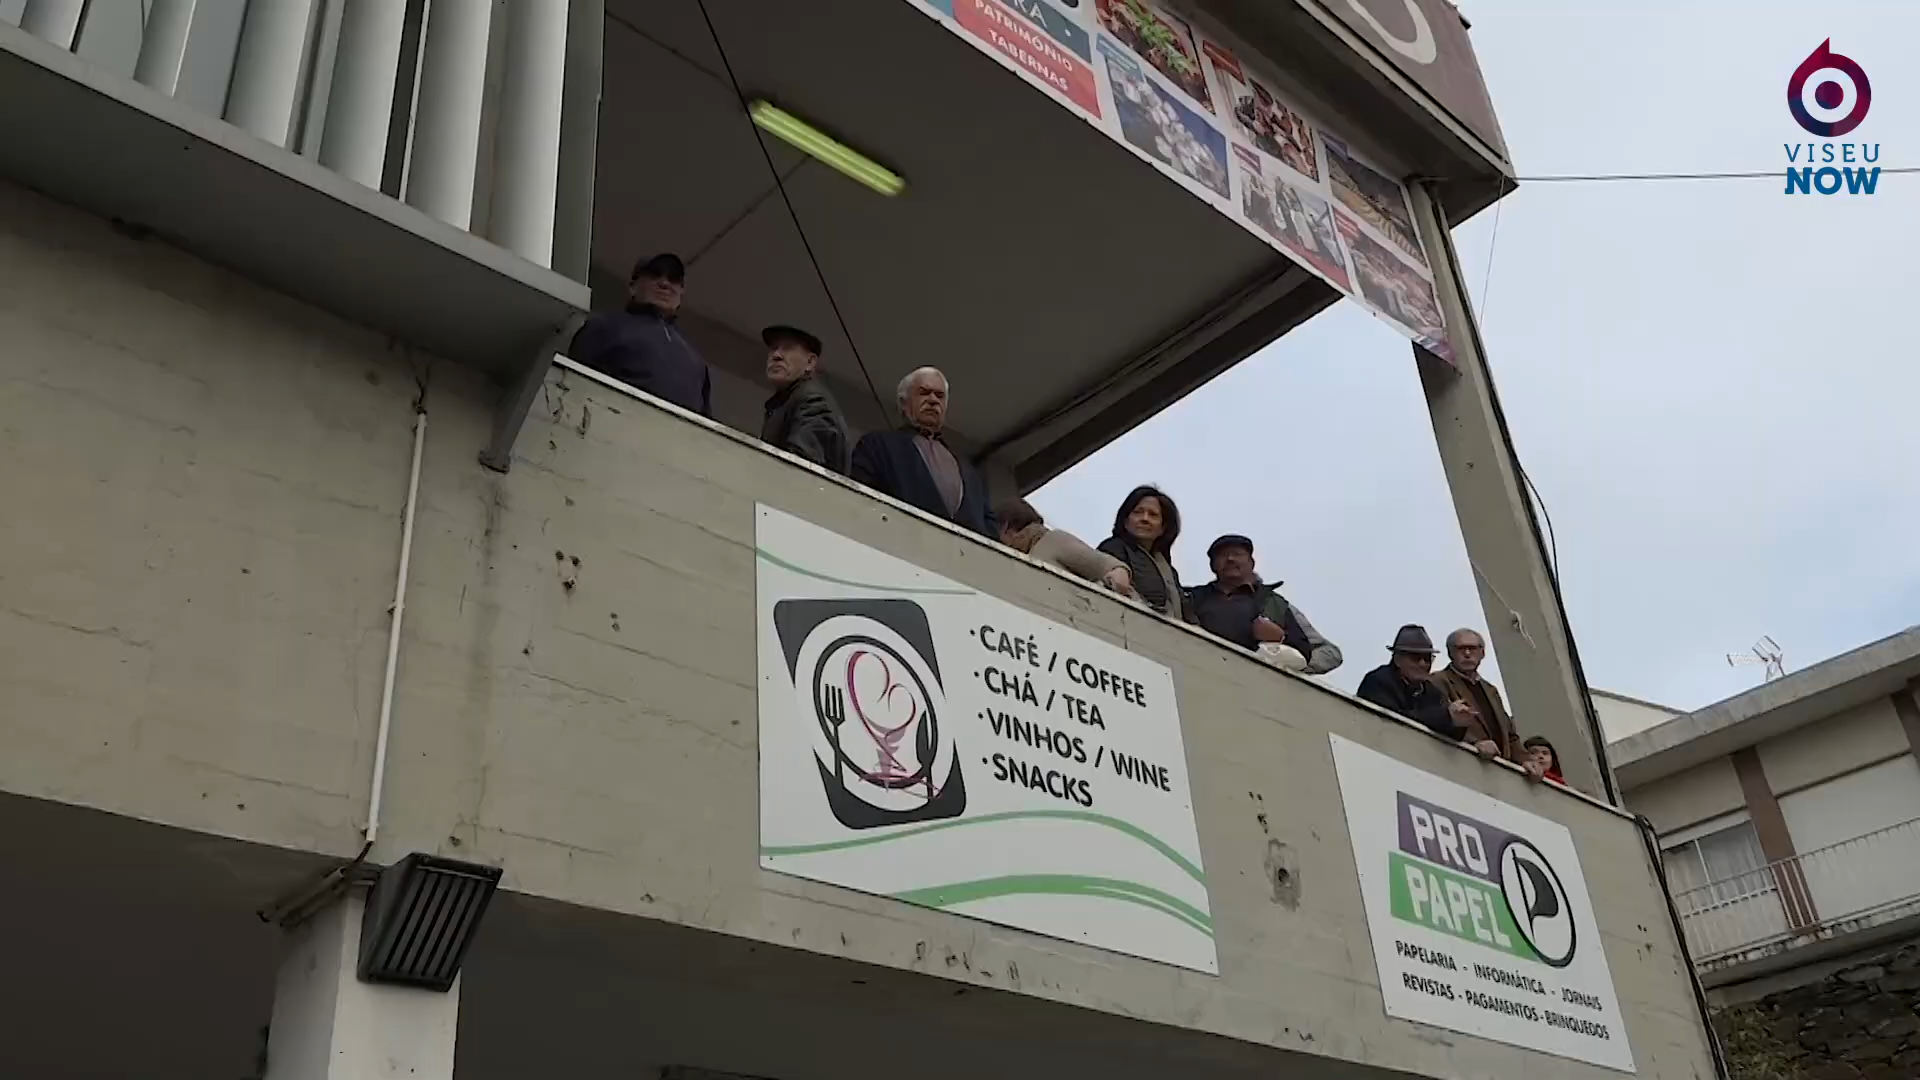 PATRIMÓNIO
TABERNAS
VISEU
NOW
·CAFÉ / COFFEE
·CHÁ / TEA
·VINHOS / WINE
·SNACKS
PRO
PAPEL
PAPELARIA - INFORMÁTICA - JORNAIS
REVISTAS - PAGAMENTOS - BRINQUEDOS